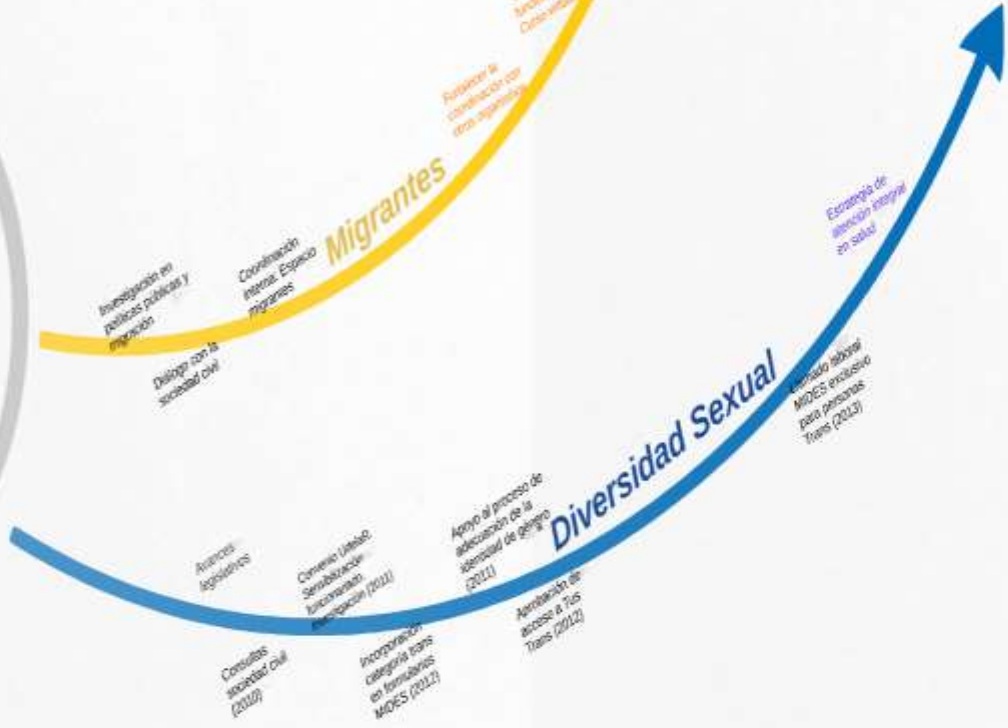 Curso
Fortalecer la
coordinación con
otros organismos
Migrantes
Coordinación
interna. Espacio
migrantes
Investigación en
políticas públicas y
migración
Diálogo con la
sociedad civil
Estrategia de
atención integral
en salud
Llamado laboral
MIDES exclusivo
para personas
Trans (2013)
Diversidad Sexual
Apoyo al proceso de
adecuación de la
identidad de género
(2011)
Aprobación de
acceso a Tus
Trans (2012)
Avances
legislativos
Convenio UdelaR.
Sensibilización
funcionariado.
Investigación (2011)
Consultas
sociedad civil
(2010)
Incorporación
categoría trans
en formularios
MIDES (2012)